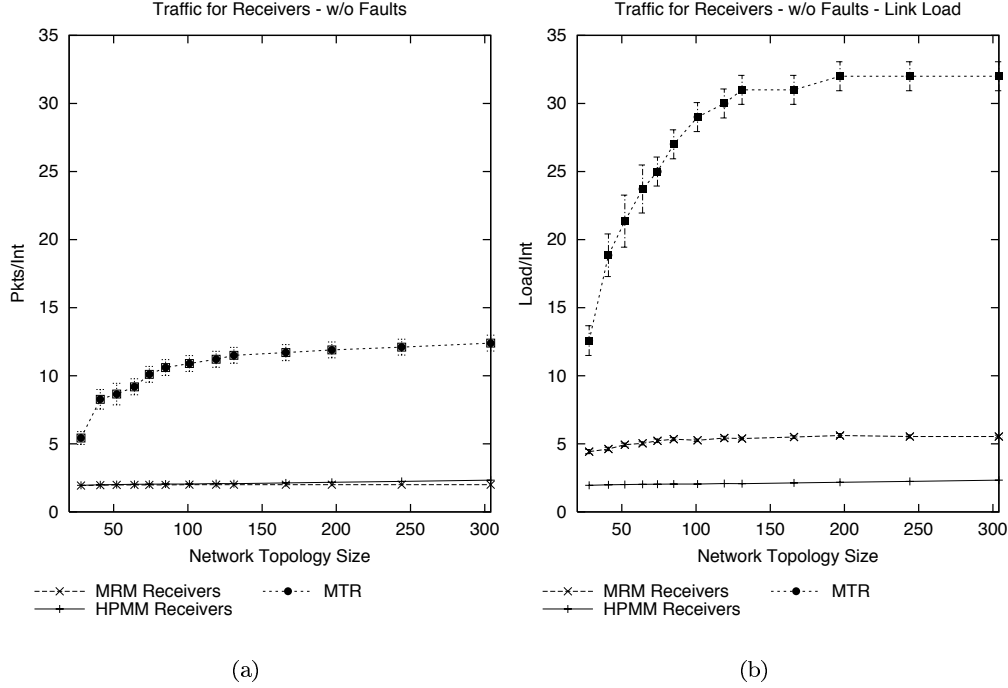 Traffic for Receivers - w/o Faults
35
30
25
20
15
10
5
0
Pkts/Int
50
100
150
200
250
300
Network Topology Size
MRM Receivers
MTR
HPMM Receivers
(a)
Traffic for Receivers - w/o Faults - Link Load
35
30
25
20
15
10
5
0
Load/Int
50
100
150
200
250
300
Network Topology Size
MRM Receivers
MTR
HPMM Receivers
(b)